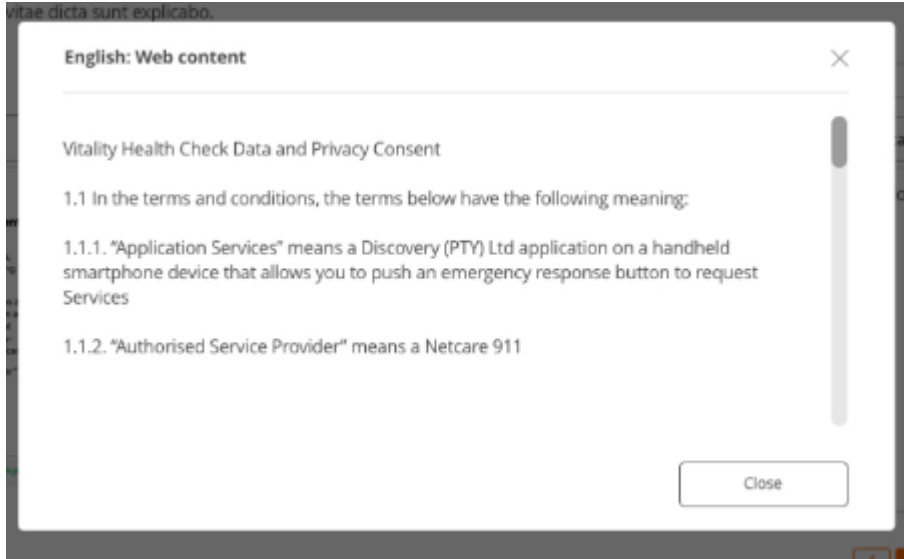 vitae dicta sunt explicabo.
English: Web content
Vitality Health Check Data and Privacy Consent
1.1 In the terms and conditions, the terms below have the following meaning:
1.1.1. “Application Services” means a Discovery (PTY) Ltd application on a handheld
smartphone device that allows you to push an emergency response button to request
Services
1.1.2. “Authorised Service Provider” means a Netcare 911
Close